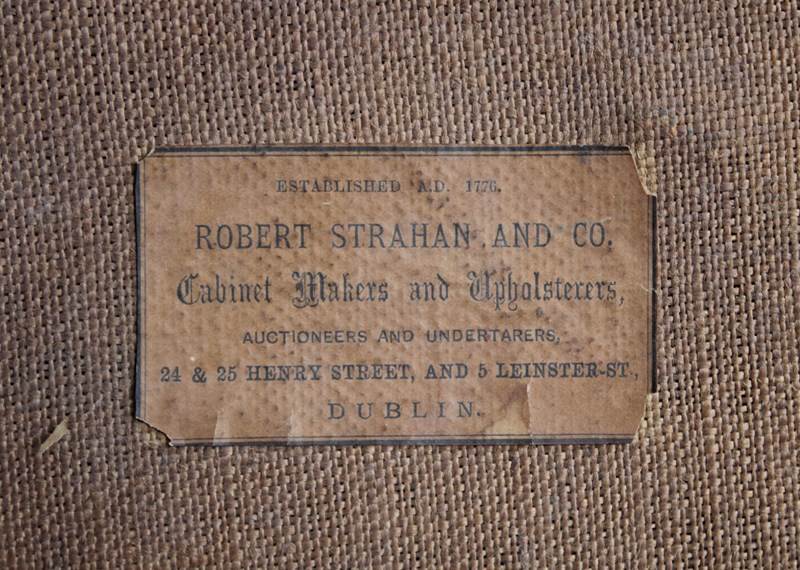 ESTABLISHED A.D. 1776.
ROBERT STRAHAN AND CO.
Cabinet Makers and Upholsterers,
AUCTIONEERS AND UNDERTARERS,
24 & 25 HENRY STREET, AND 5 LEINSTER-ST.,
DUBLIN.